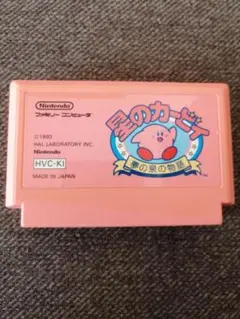 Nintendo
ファミリー コンピュータ
星のカービィ
夢の泉の物語
©1993
HAL LABORATORY INC.
Nintendo
HVC-KI
MADE IN JAPAN